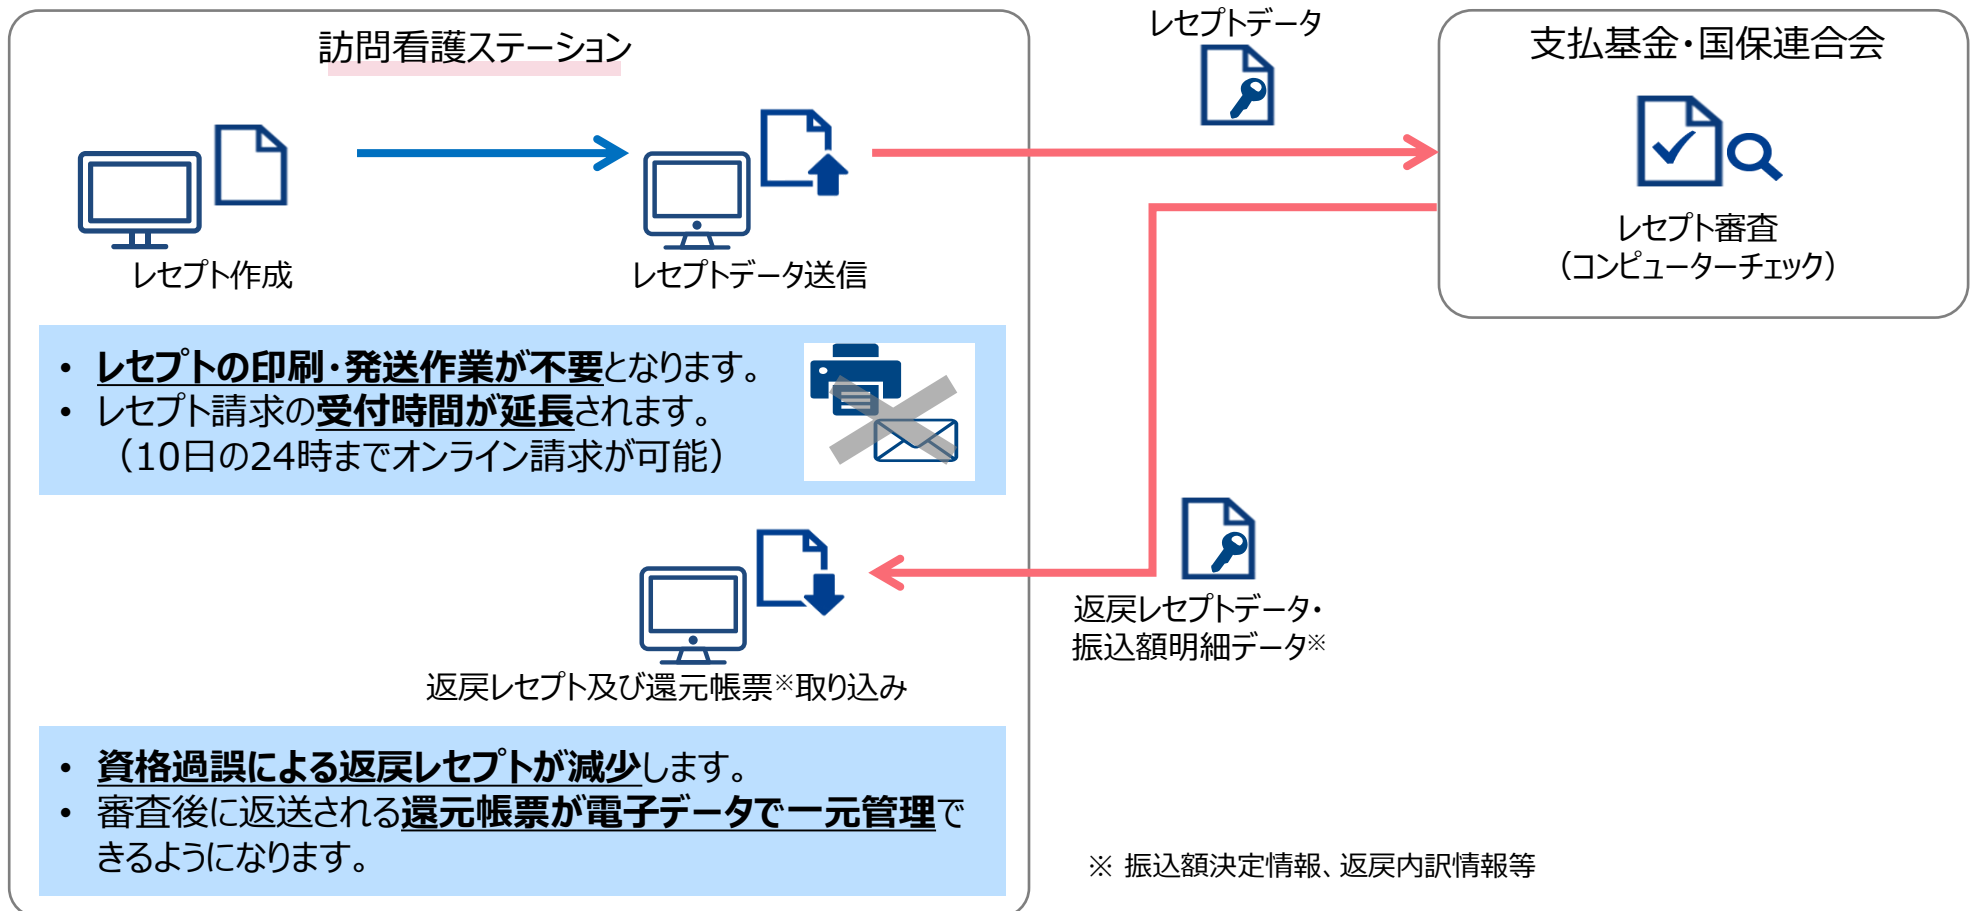 訪問看護ステーション
レセプト作成
レセプトデータ送信
レセプトデータ
支払基金・国保連合会
レセプト審査
（コンピューターチェック）
• レセプトの印刷・発送作業が不要となります。
• レセプト請求の受付時間が延長されます。
（10日の24時までオンライン請求が可能）
返戻レセプトデータ・
振込額明細データ※
返戻レセプト及び還元帳票※取り込み
• 資格過誤による返戻レセプトが減少します。
• 審査後に返送される還元帳票が電子データで一元管理で
きるようになります。
※ 振込額決定情報、返戻内訳情報等